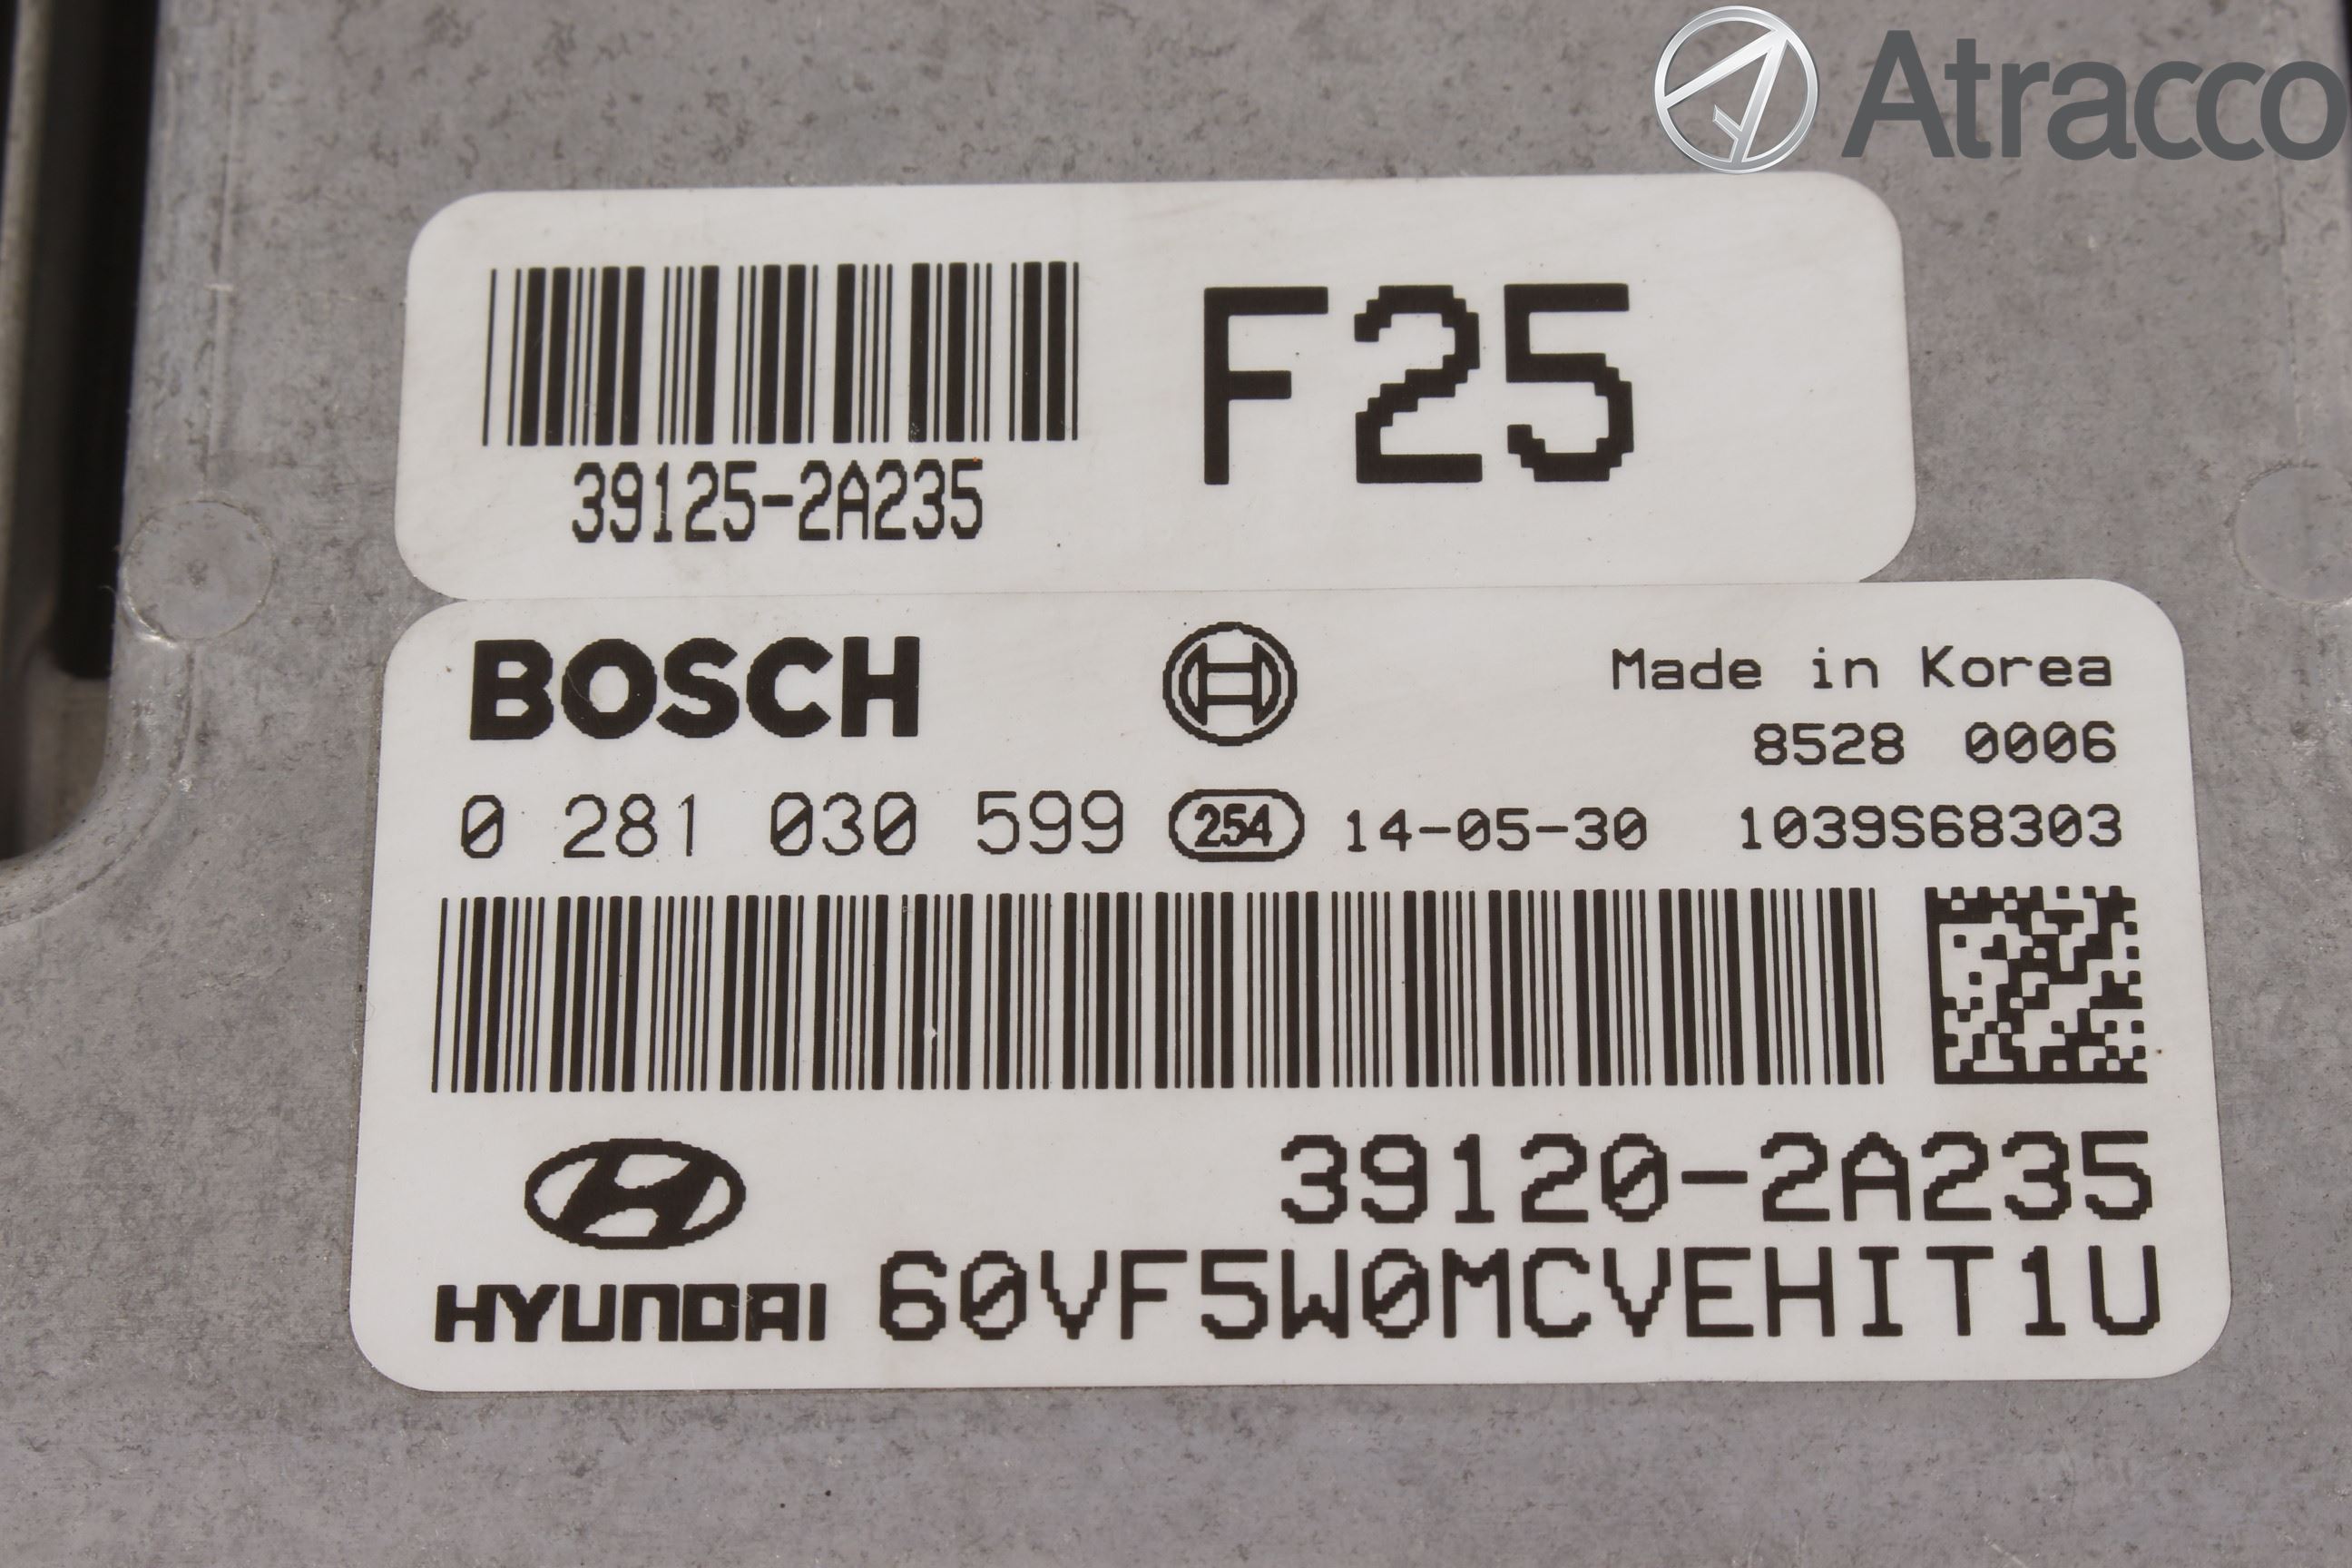 Atracco
F25
39125-2A235
BOSCH
Made in Korea
8528 0006
0 281 030 599 254 14-05-30 1039S68303
39120-2A235
HYUNDAI 60VF5W0MCVEHIT1U